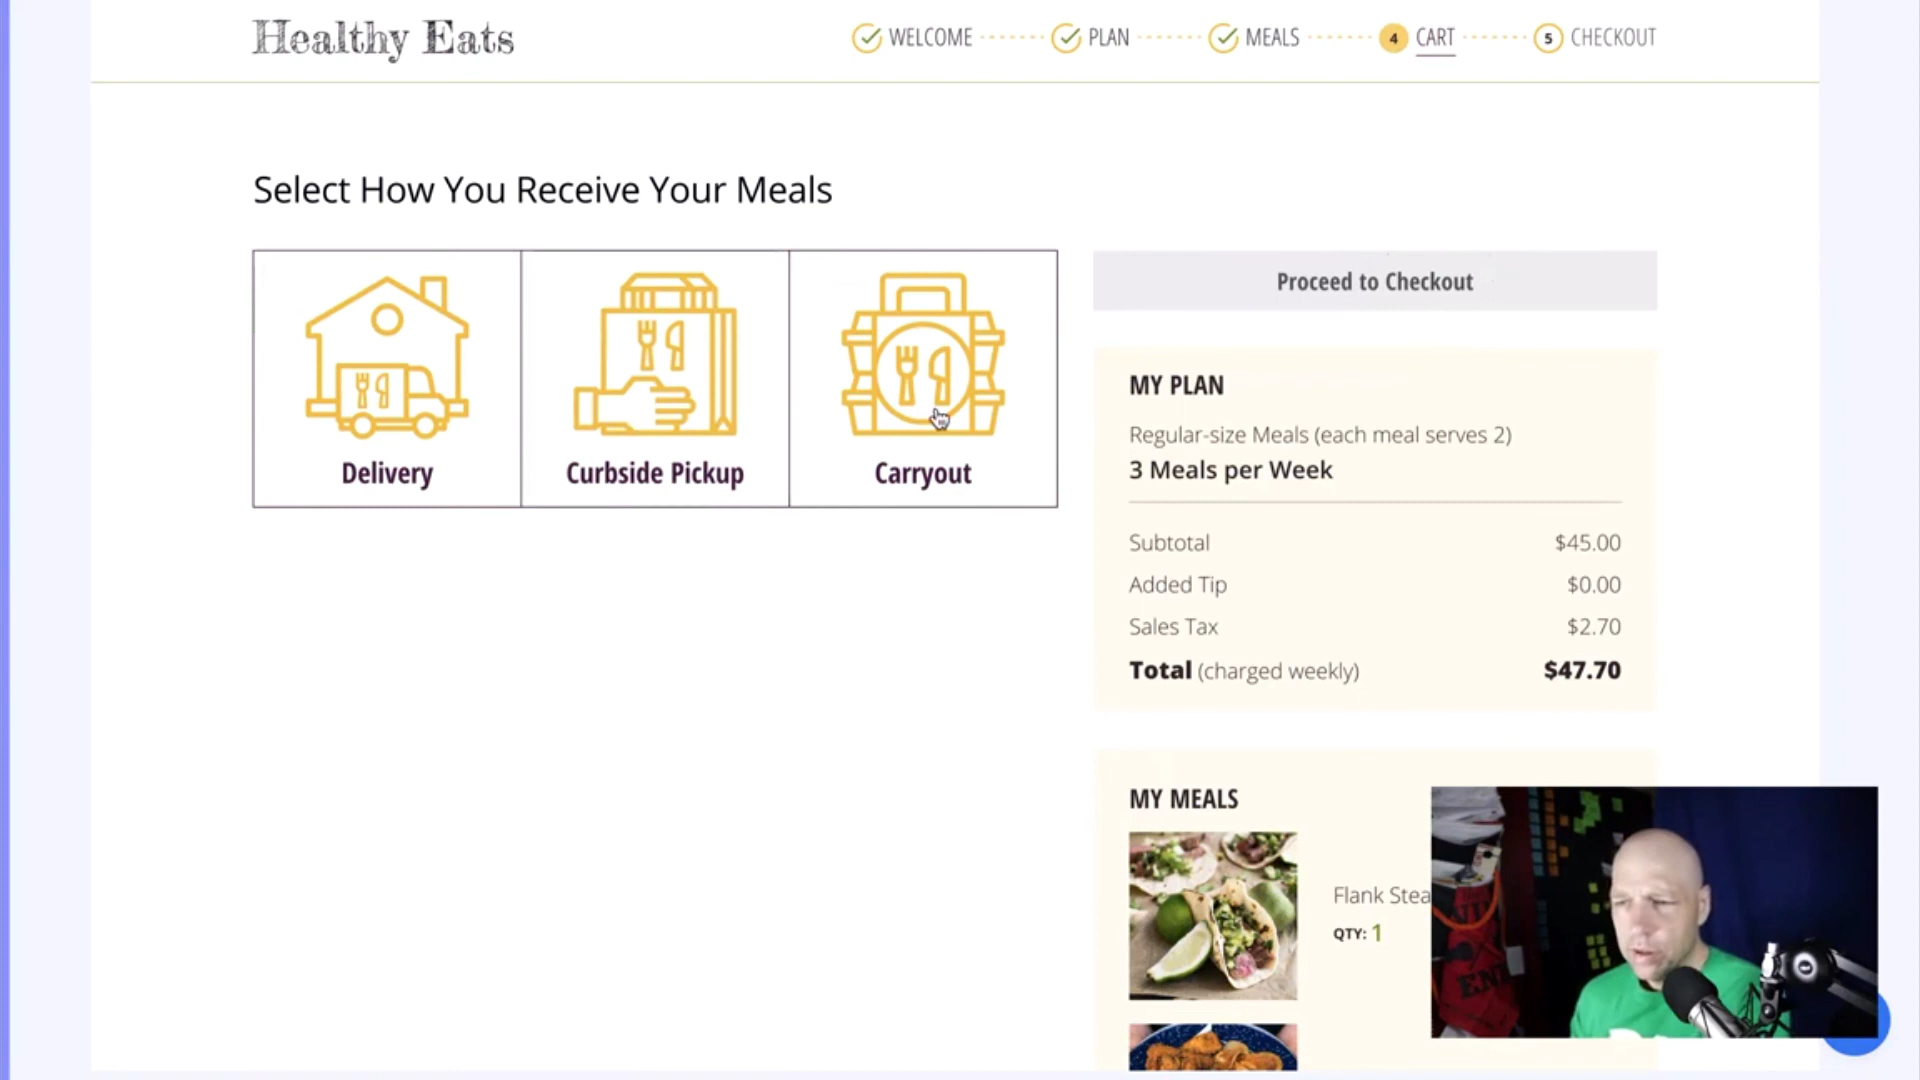 Healthy Eats
WELCOME
PLAN
MEALS
4 CART
5 CHECKOUT
Select How You Receive Your Meals
Delivery
Curbside Pickup
Carryout
Proceed to Checkout
MY PLAN
Regular-size Meals (each meal serves 2)
3 Meals per Week
Subtotal $45.00
Added Tip $0.00
Sales Tax $2.70
Total (charged weekly) $47.70
MY MEALS
Flank Stea
QTY: 1